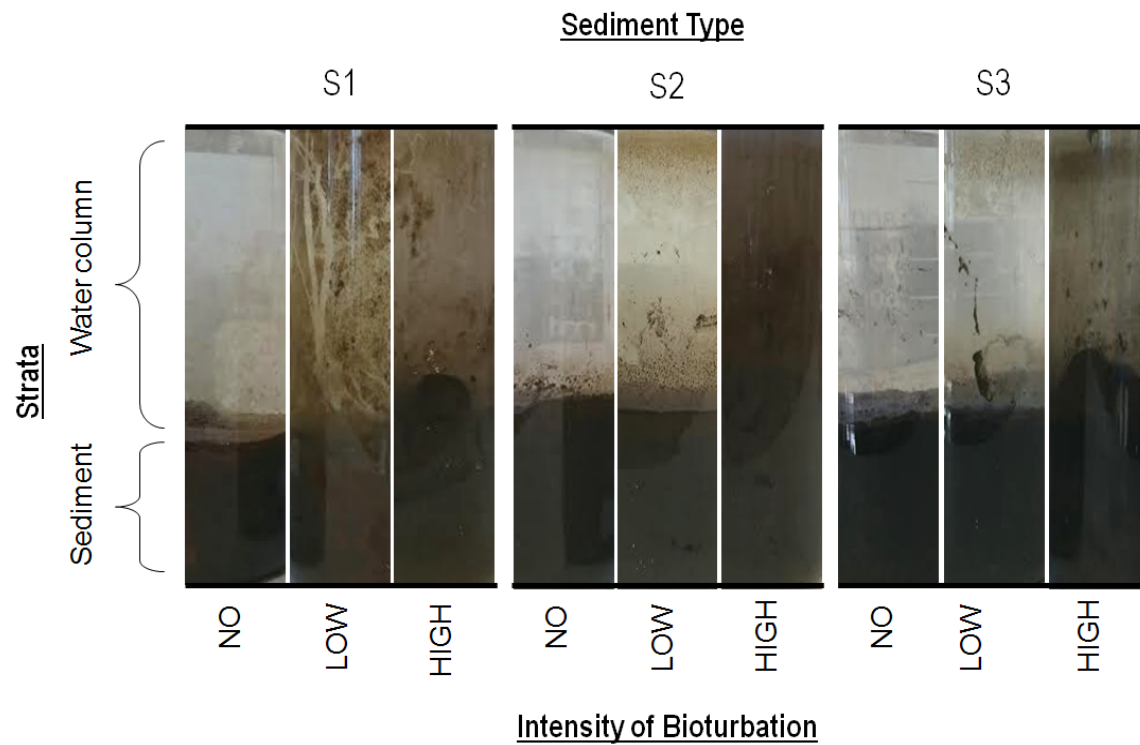 Sediment Type
S1
S2
S3
Water column
Strata
Sediment
NO
LOW
HIGH
NO
LOW
HIGH
NO
LOW
HIGH
Intensity of Bioturbation